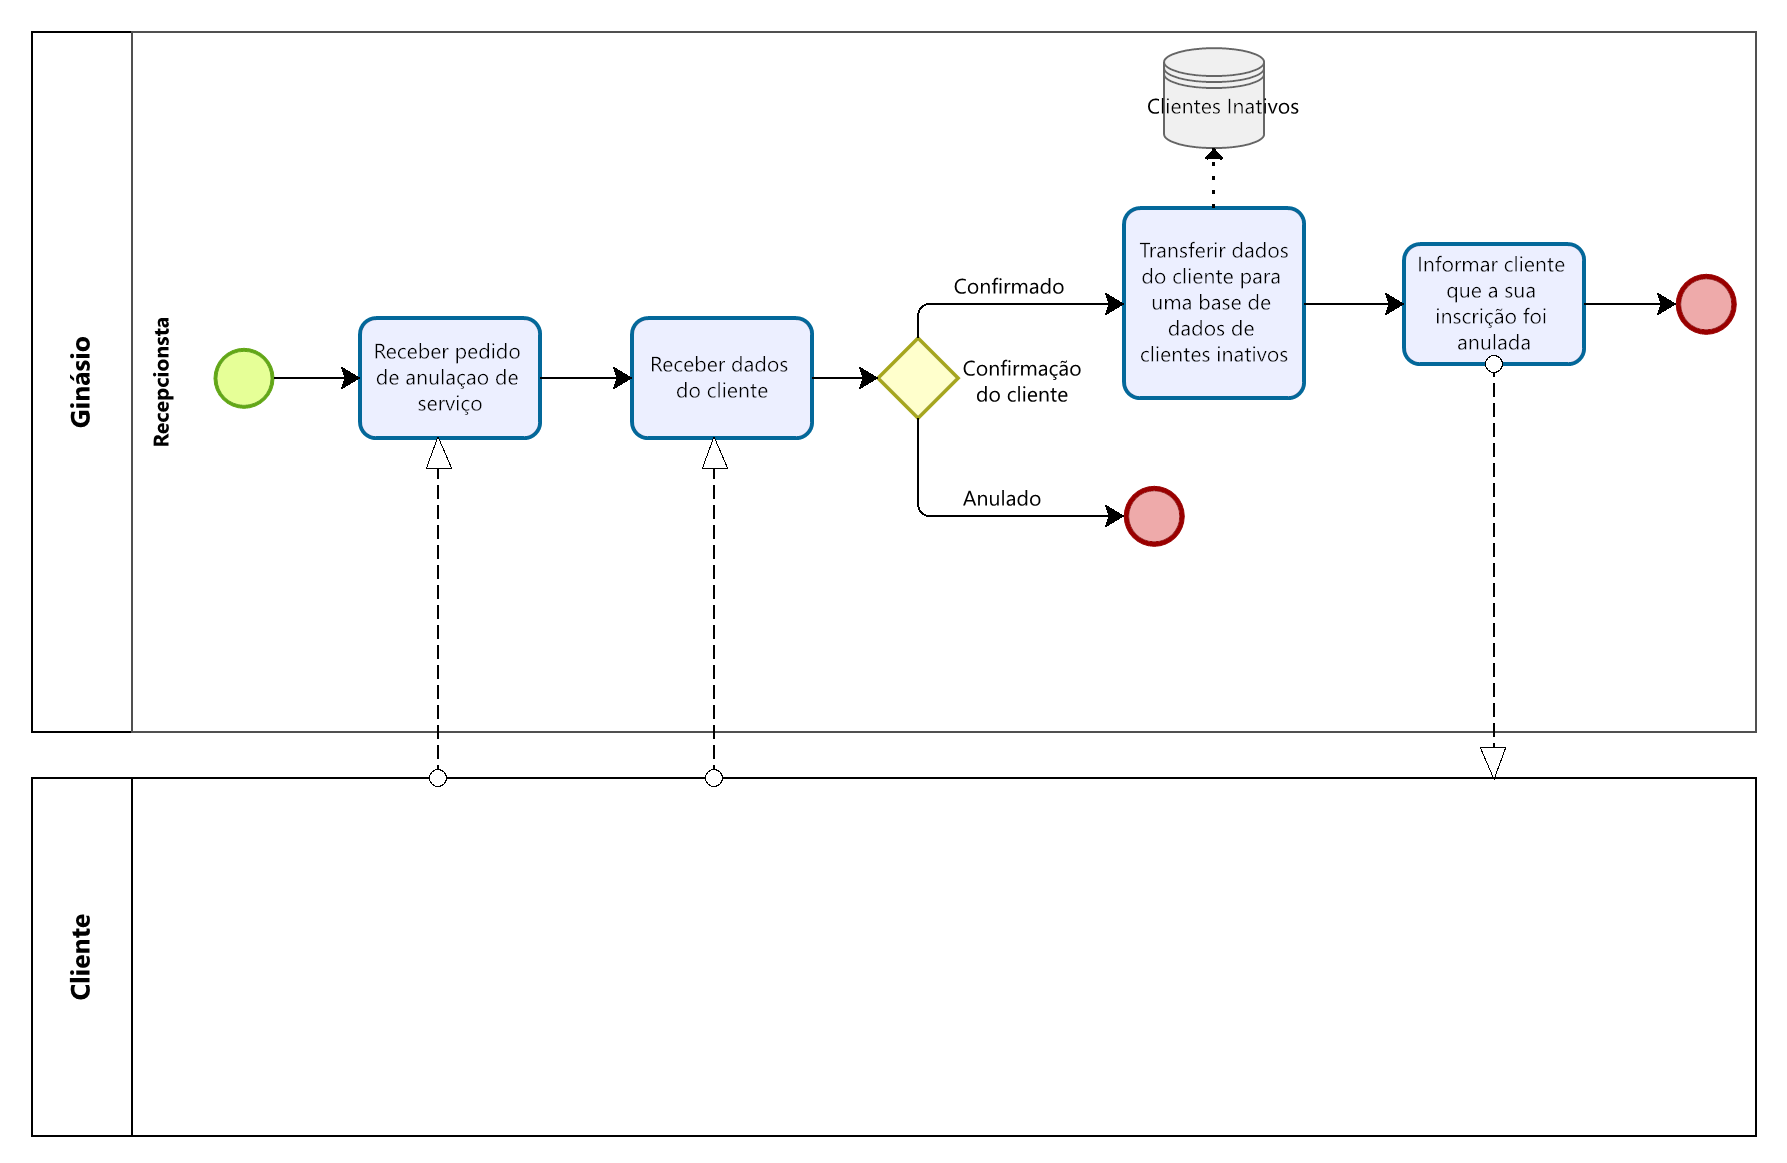 Ginásio
Recepcionsta
Receber pedido
de anulaçao de
serviço
Receber dados
do cliente
Confirmação
do cliente
Confirmado
Anulado
Clientes Inativos
Transferir dados
do cliente para
uma base de
dados de
clientes inativos
Informar cliente
que a sua
inscrição foi
anulada
Cliente